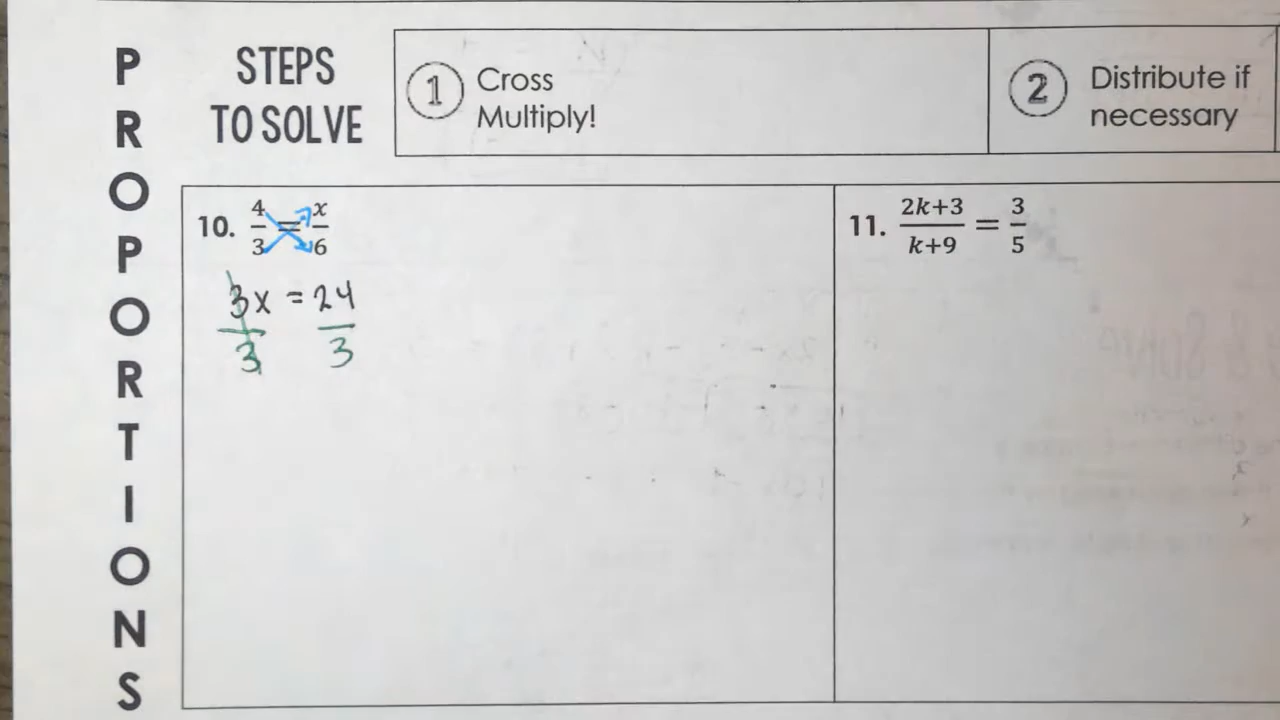 PROPORTIONS
STEPS
TO SOLVE
1 Cross
Multiply!
2 Distribute if
necessary
10. 4/3 = x/6
3x = 24
3 3
11. 2k+3/k+9 = 3/5